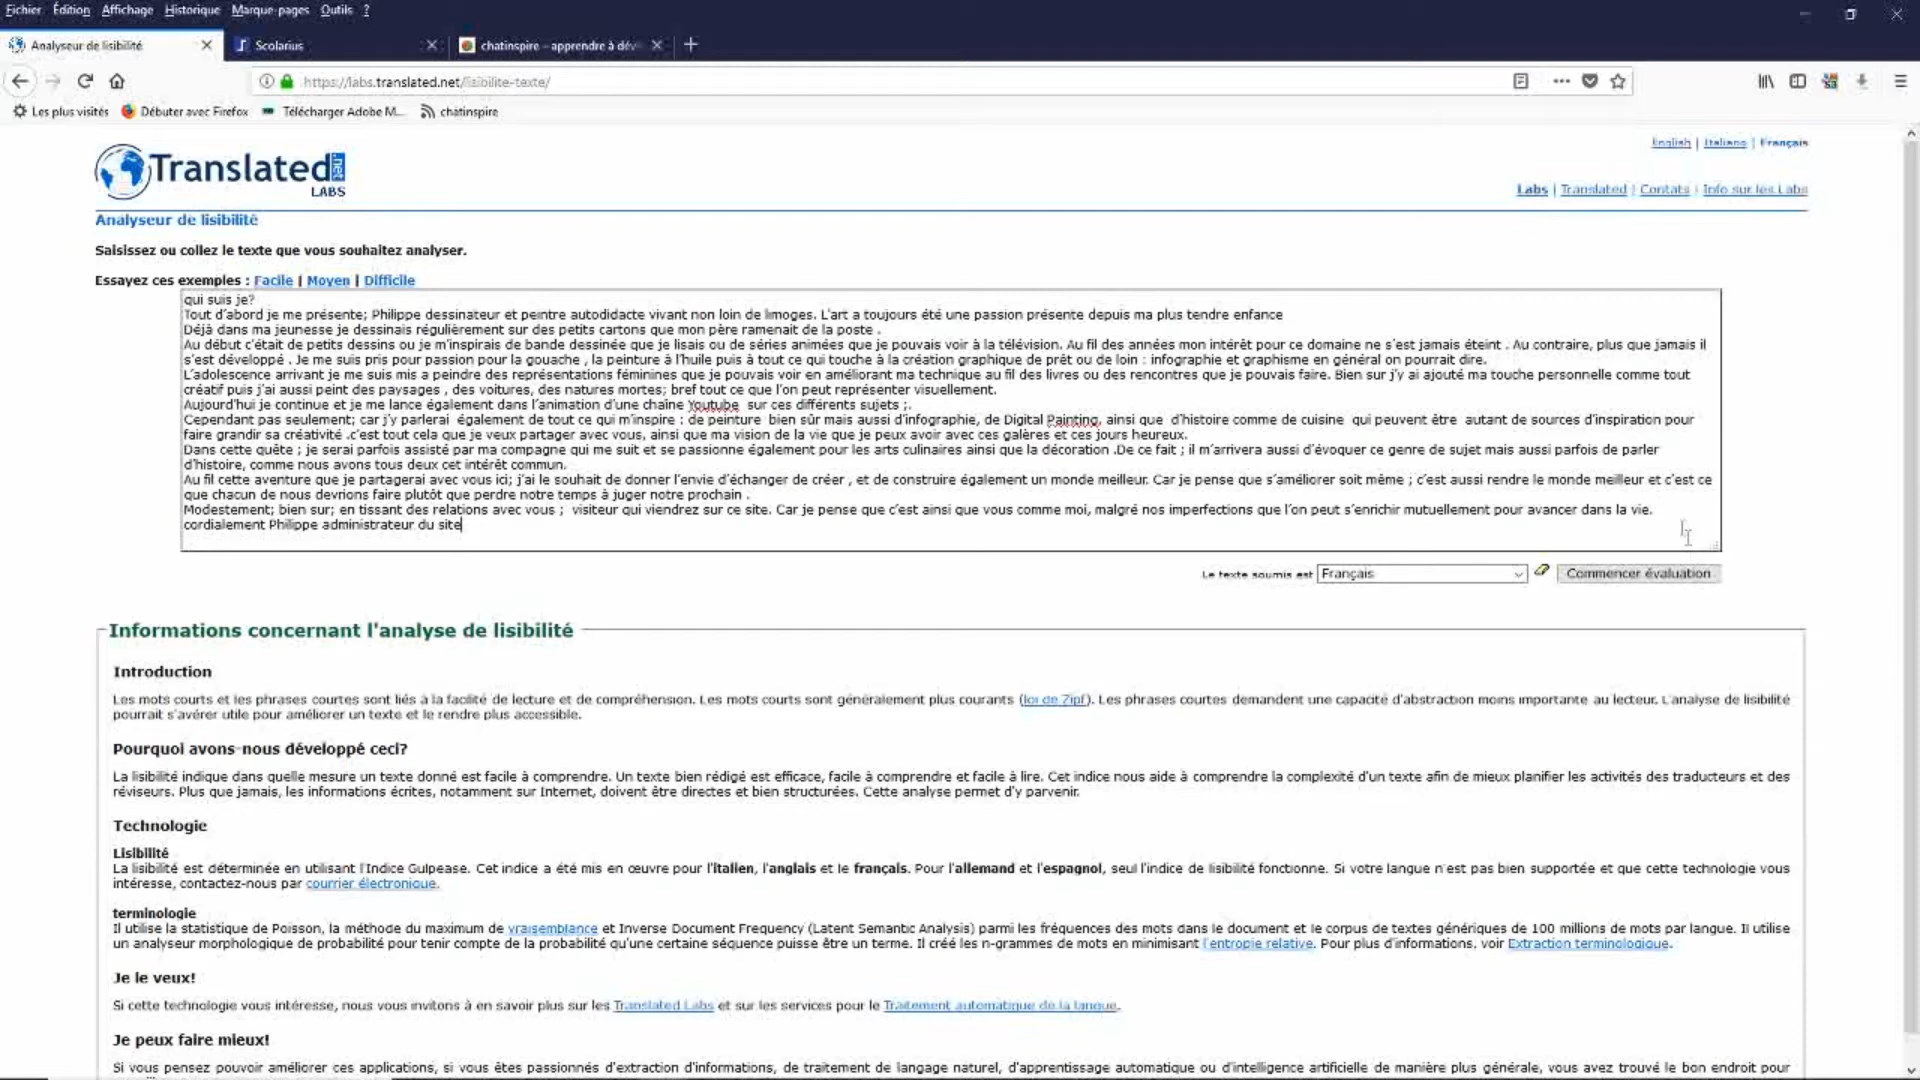 Fichier Édition Affichage Historique Marque-pages Outils ?
Analyseur de lisibilité
Scolarius
chatinspire – apprendre à dév
https://labs.translated.net/lisibilite-texte/
Les plus visités Débuter avec Firefox Télécharger Adobe M... chatinspire
English | Italiano | Français
Translated.net
LABS
Labs | Translated | Contats | Info sur les Labs
Analyseur de lisibilité
Saisissez ou collez le texte que vous souhaitez analyser.
Essayez ces exemples : Facile | Moyen | Difficile
qui suis je?
Tout d'abord je me présente; Philippe dessinateur et peintre autodidacte vivant non loin de limoges. L'art a toujours été une passion présente depuis ma plus tendre enfance
Déjà dans ma jeunesse je dessinais régulièrement sur des petits cartons que mon père ramenait de la poste .
Au début c'était de petits dessins ou je m'inspirais de bande dessinée que je lisais ou de séries animées que je pouvais voir à la télévision. Au fil des années mon intérêt pour ce domaine ne s'est jamais éteint . Au contraire, plus que jamais il
s'est développé . Je me suis pris pour passion pour la gouache , la peinture à l'huile puis à tout ce qui touche à la création graphique de prêt ou de loin : infographie et graphisme en général on pourrait dire.
L'adolescence arrivant je me suis mis a peindre des représentations féminines que je pouvais voir en améliorant ma technique au fil des livres ou des rencontres que je pouvais faire. Bien sur j'y ai ajouté ma touche personnelle comme tout
créatif puis j'ai aussi peint des paysages , des voitures, des natures mortes; bref tout ce que l'on peut représenter visuellement.
Aujourd'hui je continue et je me lance également dans l'animation d'une chaîne Youtube sur ces différents sujets ;.
Cependant pas seulement; car j'y parlerai également de tout ce qui m'inspire : de peinture bien sûr mais aussi d'infographie, de Digital Painting, ainsi que d'histoire comme de cuisine qui peuvent être autant de sources d'inspiration pour
faire grandir sa créativité .c'est tout cela que je veux partager avec vous, ainsi que ma vision de la vie que je peux avoir avec ces galères et ces jours heureux.
Dans cette quête ; je serai parfois assisté par ma compagne qui me suit et se passionne également pour les arts culinaires ainsi que la décoration .De ce fait ; il m'arrivera aussi d'évoquer ce genre de sujet mais aussi parfois de parler
d'histoire, comme nous avons tous deux cet intérêt commun.
Au fil cette aventure que je partagerai avec vous ici; j'ai le souhait de donner l'envie d'échanger de créer , et de construire également un monde meilleur. Car je pense que s'améliorer soit même ; c'est aussi rendre le monde meilleur et c'est ce
que chacun de nous devrions faire plutôt que perdre notre temps à juger notre prochain .
Modestement; bien sur; en tissant des relations avec vous ; visiteur qui viendrez sur ce site. Car je pense que c'est ainsi que vous comme moi, malgré nos imperfections que l'on peut s'enrichir mutuellement pour avancer dans la vie.
cordialement Philippe administrateur du site
Le texte soumis est Français Commencer évaluation
Informations concernant l'analyse de lisibilité
Introduction
Les mots courts et les phrases courtes sont liés à la facilité de lecture et de compréhension. Les mots courts sont généralement plus courants (loi de Zipf). Les phrases courtes demandent une capacité d'abstraction moins importante au lecteur. L'analyse de lisibilité
pourrait s'avérer utile pour améliorer un texte et le rendre plus accessible.
Pourquoi avons-nous développé ceci?
La lisibilité indique dans quelle mesure un texte donné est facile à comprendre. Un texte bien rédigé est efficace, facile à comprendre et facile à lire. Cet indice nous aide à comprendre la complexité d'un texte afin de mieux planifier les activités des traducteurs et des
réviseurs. Plus que jamais, les informations écrites, notamment sur Internet, doivent être directes et bien structurées. Cette analyse permet d'y parvenir.
Technologie
Lisibilité
La lisibilité est déterminée en utilisant l'Indice Gulpease. Cet indice a été mis en œuvre pour l'italien, l'anglais et le français. Pour l'allemand et l'espagnol, seul l'indice de lisibilité fonctionne. Si votre langue n'est pas bien supportée et que cette technologie vous
intéresse, contactez-nous par courrier électronique.
terminologie
Il utilise la statistique de Poisson, la méthode du maximum de vraisemblance et Inverse Document Frequency (Latent Semantic Analysis) parmi les fréquences des mots dans le document et le corpus de textes génériques de 100 millions de mots par langue. Il utilise
un analyseur morphologique de probabilité pour tenir compte de la probabilité qu'une certaine séquence puisse être un terme. Il créé les n-grammes de mots en minimisant l'entropie relative. Pour plus d'informations, voir Extraction terminologique.
Je le veux!
Si cette technologie vous intéresse, nous vous invitons à en savoir plus sur les Translated Labs et sur les services pour le Traitement automatique de la langue.
Je peux faire mieux!
Si vous pensez pouvoir améliorer ces applications, si vous êtes passionnés d'extraction d'informations, de traitement de langage naturel, d'apprentissage automatique ou d'intelligence artificielle de manière plus générale, vous avez trouvé le bon endroit pour